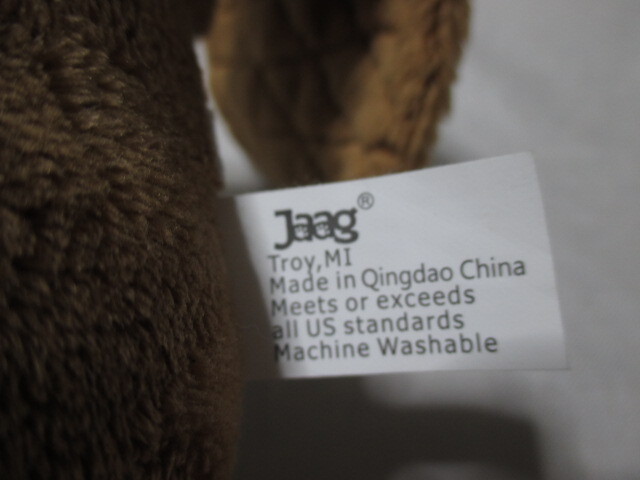 Jaag®
Troy,MI
Made in Qingdao China
Meets or exceeds
all US standards
Machine Washable